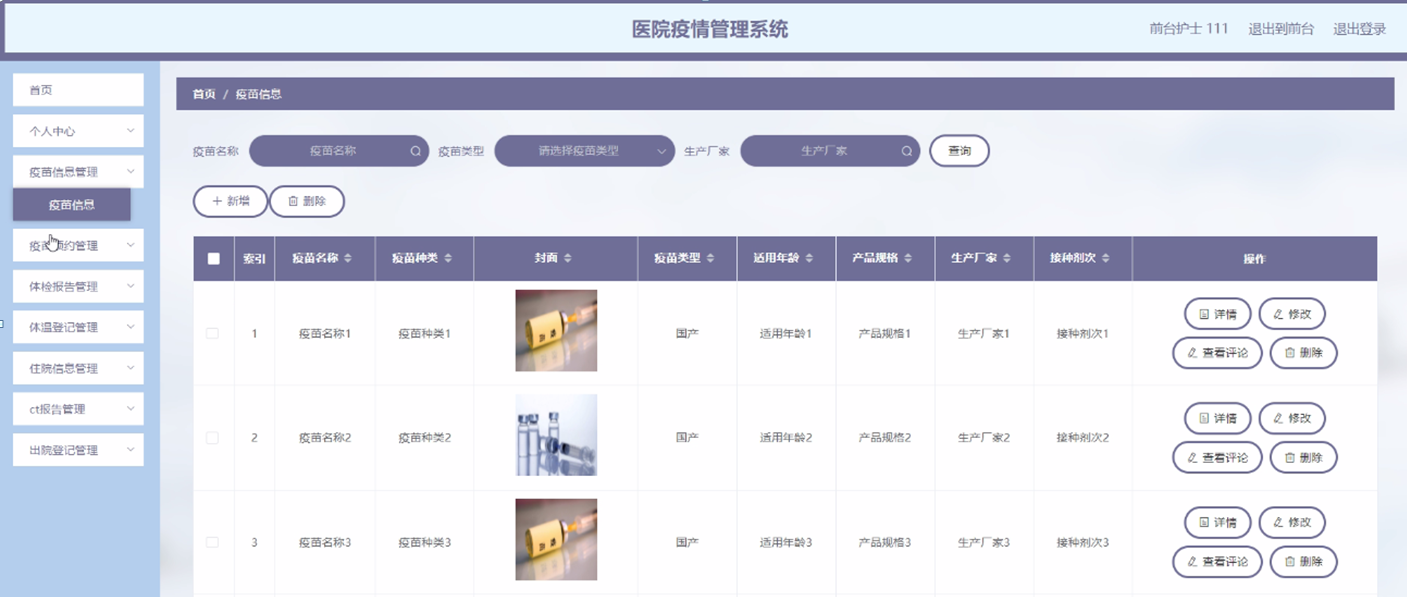 医院疫情管理系统
前台护士 111 退出到前台 退出登录
首页
个人中心
疫苗信息管理
疫苗信息
疫苗预约管理
体检报告管理
体温登记管理
住院信息管理
ct报告管理
出院登记管理
首页 / 疫苗信息
疫苗名称 疫苗名称 疫苗类型 请选择疫苗类型 生产厂家 生产厂家 查询
新增 删除
索引 疫苗名称 疫苗种类 封面 疫苗类型 适用年龄 产品规格 生产厂家 接种剂次 操作
1 疫苗名称1 疫苗种类1 国产 适用年龄1 产品规格1 生产厂家1 接种剂次1
详情 修改
查看评论 删除
2 疫苗名称2 疫苗种类2 国产 适用年龄2 产品规格2 生产厂家2 接种剂次2
详情 修改
查看评论 删除
3 疫苗名称3 疫苗种类3 国产 适用年龄3 产品规格3 生产厂家3 接种剂次3
详情 修改
查看评论 删除